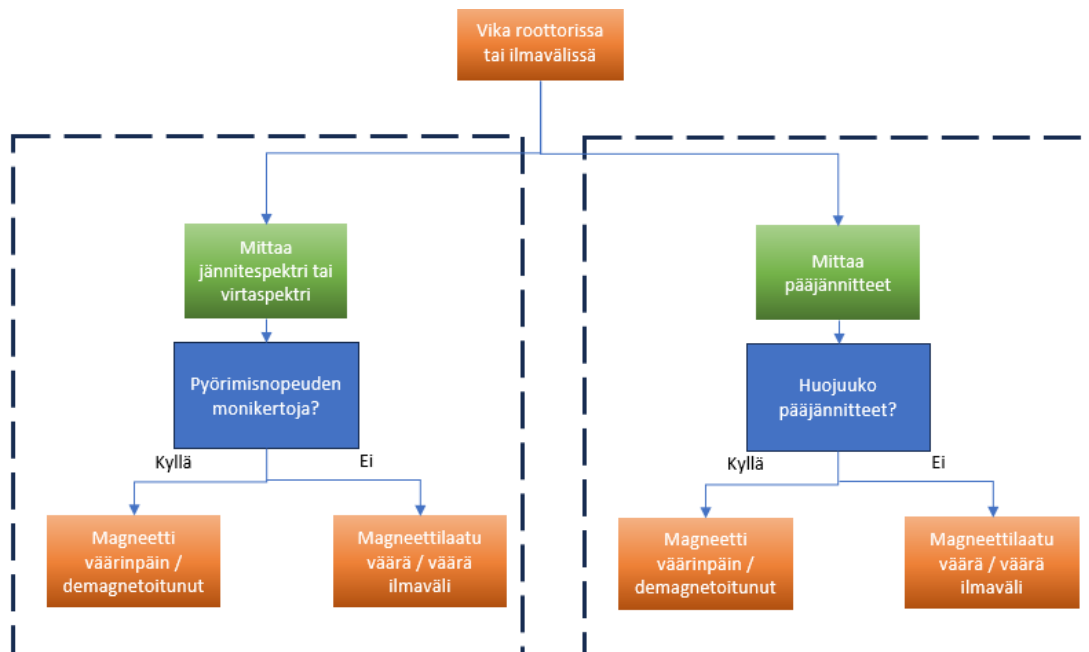 Vika roottorissa
tai ilmavälissä
Mittaa
jännitespektri tai
virtaspektri
Mittaa
pääjännitteet
Pyörimisnopeuden
monikertoja?
Huojuuko
pääjännitteet?
Kyllä
Ei
Kyllä
Ei
Magneetti
väärinpäin /
demagnetoitunut
Magneettilaatu
väärä / väärä
ilmaväli
Magneetti
väärinpäin /
demagnetoitunut
Magneettilaatu
väärä / väärä
ilmaväli